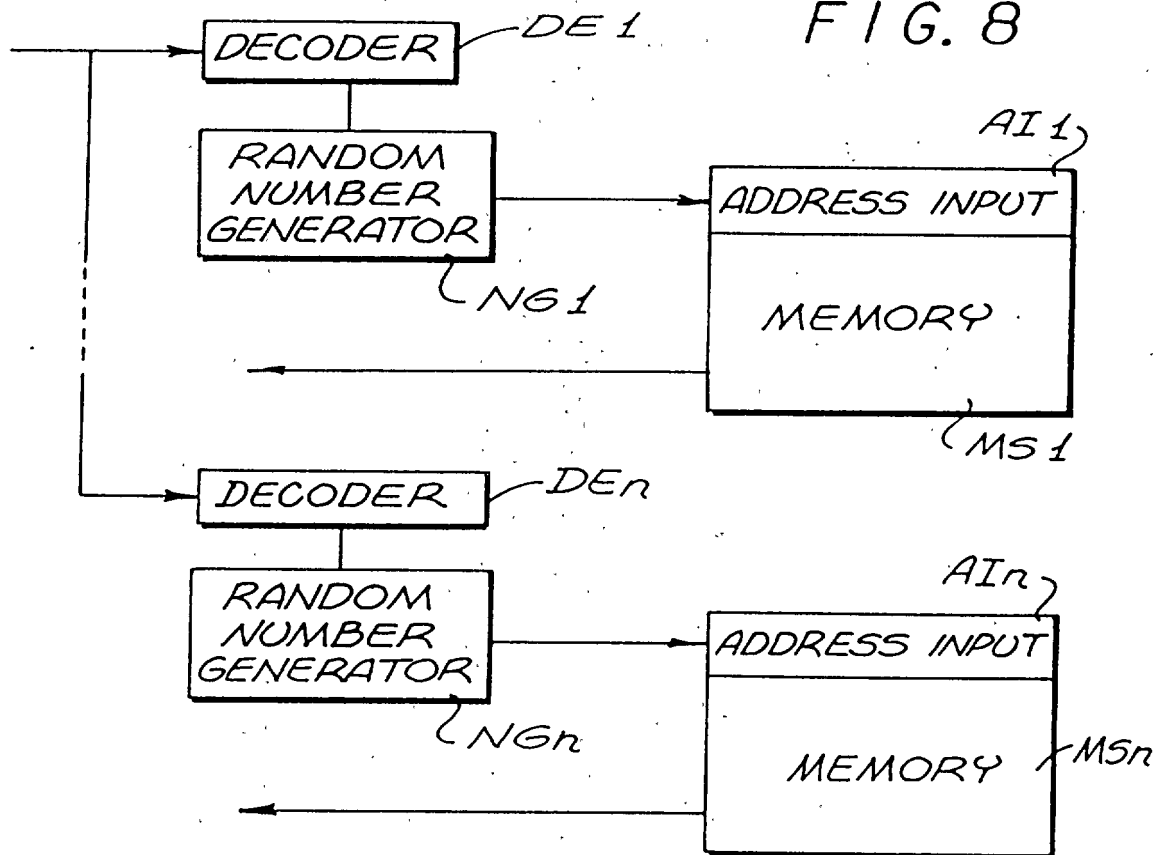 FIG. 8
DECODER
DE1
RANDOM
NUMBER
GENERATOR
NG1
AI1
ADDRESS INPUT
MEMORY
MS1
DECODER
DEn
RANDOM
NUMBER
GENERATOR
NGn
AIn
ADDRESS INPUT
MEMORY
MSn